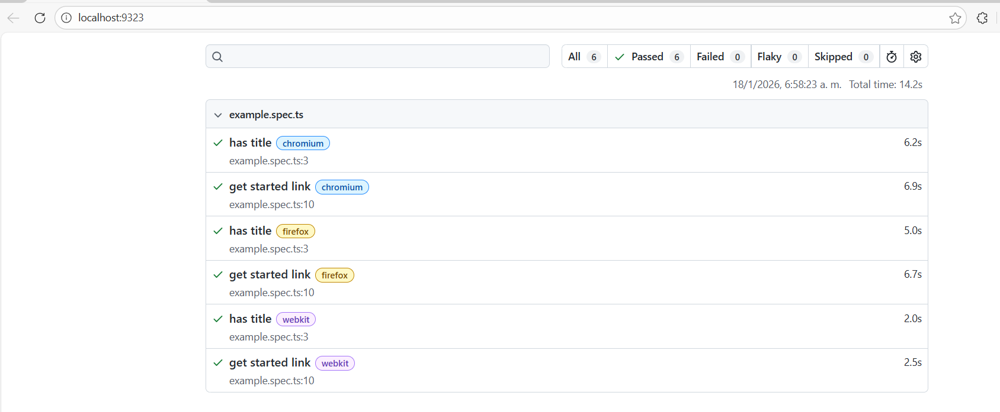 localhost:9323
All 6 Passed 6 Failed 0 Flaky 0 Skipped 0
18/1/2026, 6:58:23 a. m. Total time: 14.2s
example.spec.ts
has title chromium 6.2s
example.spec.ts:3
get started link chromium 6.9s
example.spec.ts:10
has title firefox 5.0s
example.spec.ts:3
get started link firefox 6.7s
example.spec.ts:10
has title webkit 2.0s
example.spec.ts:3
get started link webkit 2.5s
example.spec.ts:10